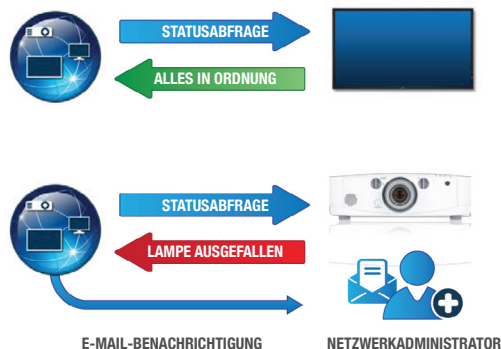 STATUSABFRAGE
ALLES IN ORDNUNG
STATUSABFRAGE
LAMPE AUSGEFALLEN
E-MAIL-BENACHRICHTIGUNG
NETZWERKADMINISTRATOR